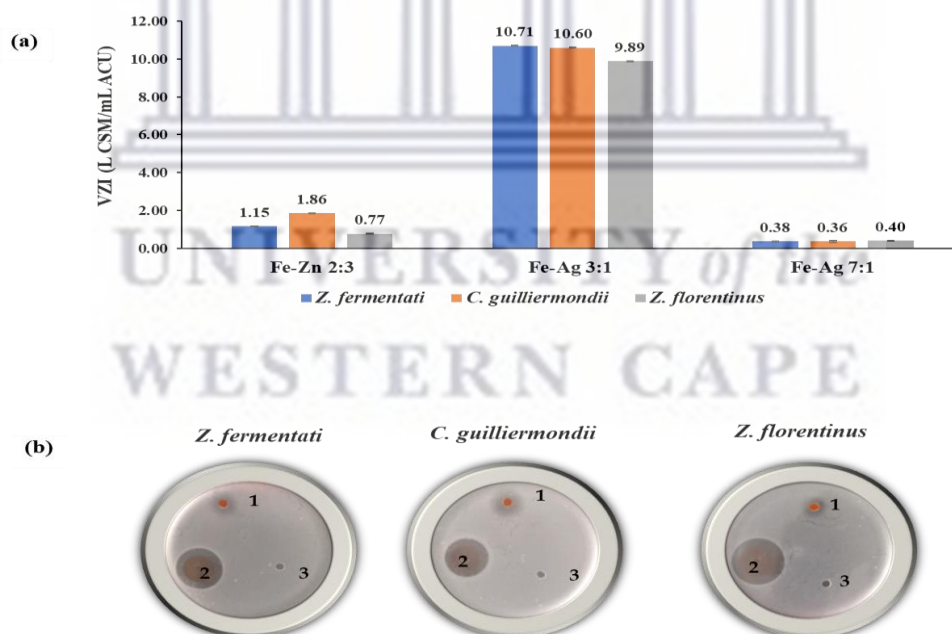 (a)
VZI (L CSM/mL ACU)
12.00
10.00
8.00
6.00
4.00
2.00
0.00
1.15 1.86 0.77
10.71 10.60 9.89
0.38 0.36 0.40
Fe-Zn 2:3 Fe-Ag 3:1 Fe-Ag 7:1
Z. fermentati C. guilliermondii Z. florentinus
UNIVERSITY of the
WESTERN CAPE
(b)
Z. fermentati C. guilliermondii Z. florentinus
1 1 1
2 2 2
3 3 3